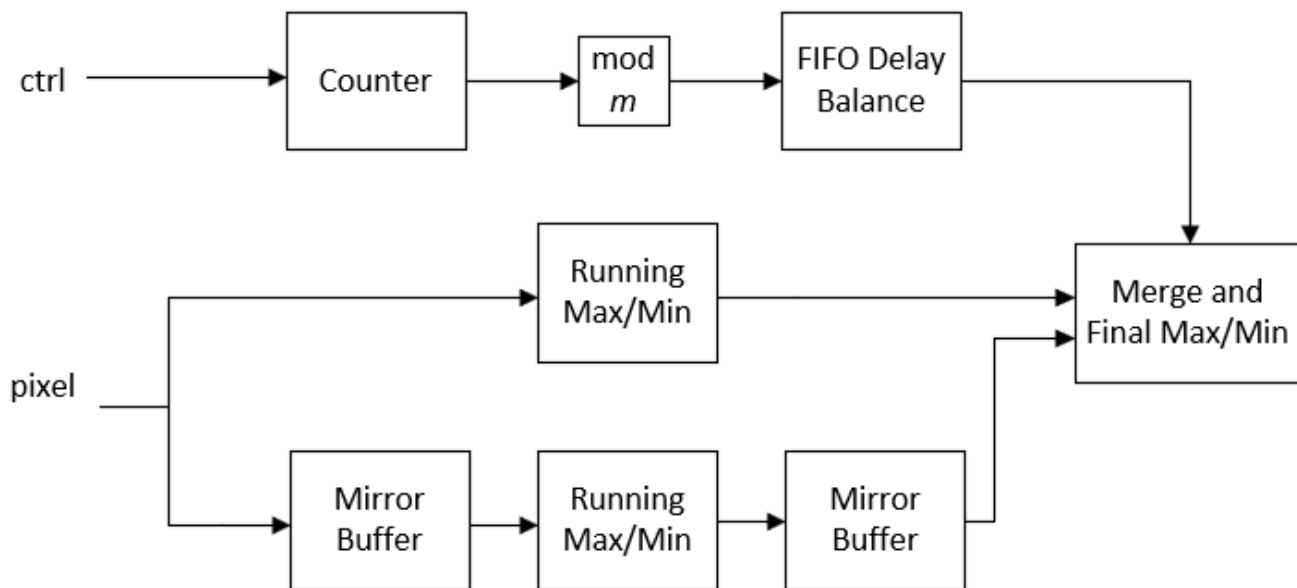 ctrl
Counter
mod
m
FIFO Delay
Balance
Running
Max/Min
Merge and
Final Max/Min
pixel
Mirror
Buffer
Running
Max/Min
Mirror
Buffer